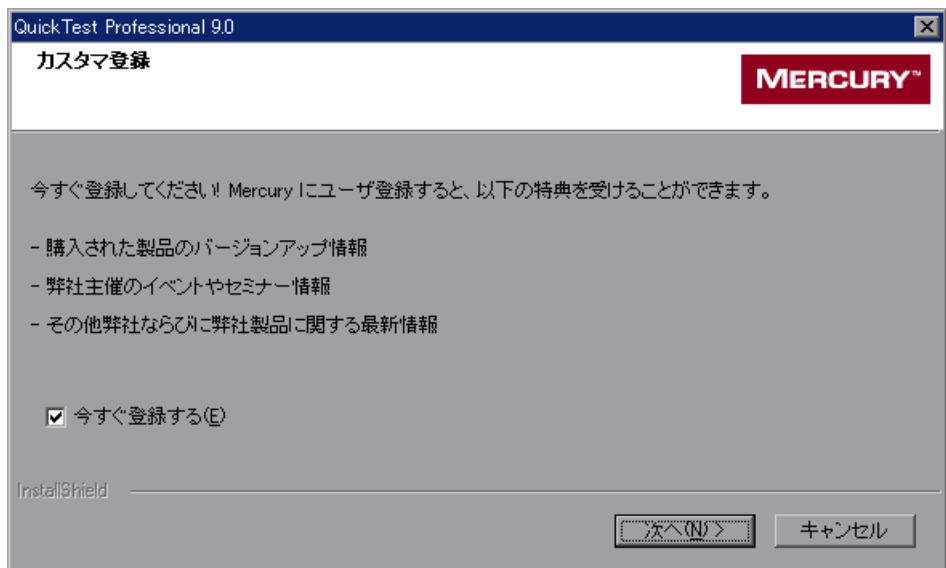 QuickTest Professional 9.0
カスタマ登録
MERCURY™
今すぐ登録してください! Mercury にユーザ登録すると、以下の特典を受けることができます。
- 購入された製品のバージョンアップ情報
- 弊社主催のイベントやセミナー情報
- その他弊社ならびに弊社製品に関する最新情報
今すぐ登録する(E)
InstallShield
次へ(N) >
キャンセル